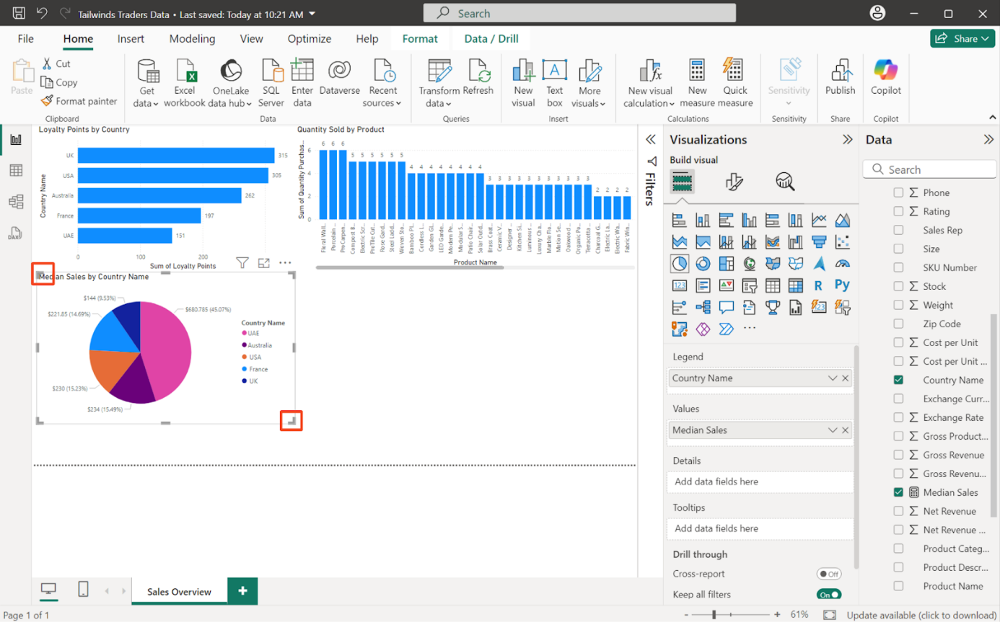 Tailwinds Traders Data • Last saved: Today at 10:21 AM
Search
File Home Insert Modeling View Optimize Help Format Data / Drill
Share
Paste
Cut
Copy
Format painter
Clipboard
Get data
Excel workbook
OneLake data hub
SQL Server
Enter data
Dataverse
Recent sources
Data
Transform data
Refresh
Queries
New visual
Text box
More visuals
Insert
New visual calculation
New measure
Quick measure
Calculations
Sensitivity
Sensitivity
Publish
Share
Copilot
Copilot
Loyalty Points by Country
Country Name
UK 315
USA 305
Australia 262
France 197
UAE 151
0 100 200
Sum of Loyalty Points
Quantity Sold by Product
Sum of Quantity Purchas...
6 4 2 0
6 6 6 5 5 5 5 5 5 4 4 4 4 4 4 4 4 3 3 3 3 3 3 3 3 3 3 3 2 2 2 2
Floral Wall...
Porcelain ...
ProCarpen...
Compost B...
Electric Scr...
ProTile Cut...
Rose Gard...
Steel Ladd...
Woven Sto...
Bamboo Pl...
Cordless L...
Garden Gl...
LED Garde...
Modern Pe...
Modular S...
Patio Chair...
Solar Outd...
Brass Coat...
Ceramic V...
Designer ...
Kitchen Si...
Luminous r...
Luxury Cha...
Marble Flo...
Motion Se...
Oakwood ...
Organic Po...
Terracotta ...
Charcoal G...
Electric La...
Electric Wa...
Fabric Win...
Product Name
Median Sales by Country Name
$144 (9.53%)
$221.85 (14.69%)
$680.785 (45.07%)
$230 (15.23%)
$234 (15.49%)
Country Name
UAE
Australia
USA
France
UK
Filters
Visualizations
Build visual
R
Py
123
123
Legend
Country Name
Values
Median Sales
Details
Add data fields here
Tooltips
Add data fields here
Drill through
Cross-report
Off
Keep all filters
On
Data
Search
Phone
Rating
Sales Rep
Size
SKU Number
Stock
Weight
Zip Code
Cost per Unit
Cost per Unit ...
Country Name
Exchange Curr...
Exchange Rate
Gross Product...
Gross Revenue
Gross Revenu...
Median Sales
Net Revenue
Net Revenue ...
Product Categ...
Product Descr...
Product Name
DAX
Sales Overview
+
Page 1 of 1
- + 61%
Update available (click to download)